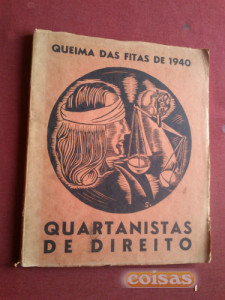 QUEIMA DAS FITAS DE 1940
QUARTANISTAS
DE DIREITO
coisas